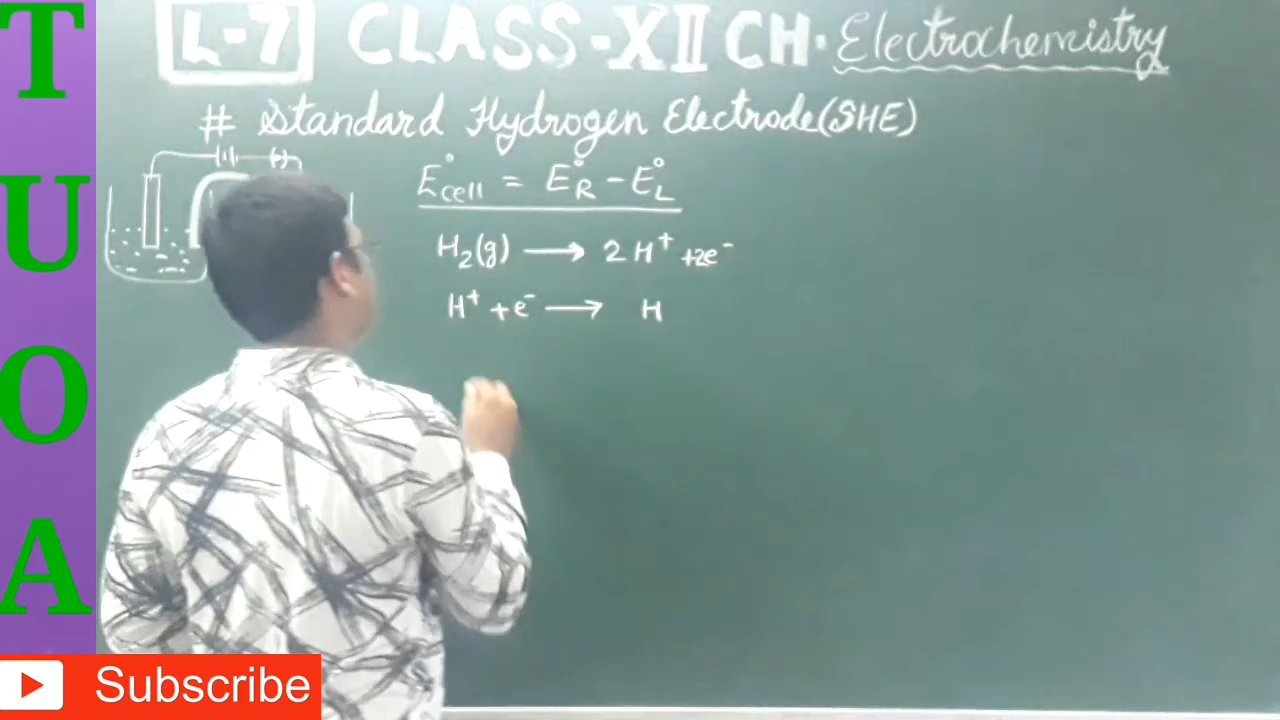 L-7 CLASS-XII CH. Electrochemistry
# Standard Hydrogen Electrode(SHE)
E°cell = E°R - E°L
H2(g) ⟶ 2H⁺ +2e⁻
H⁺ + e⁻ ⟶ H
T
U
O
A
Subscribe